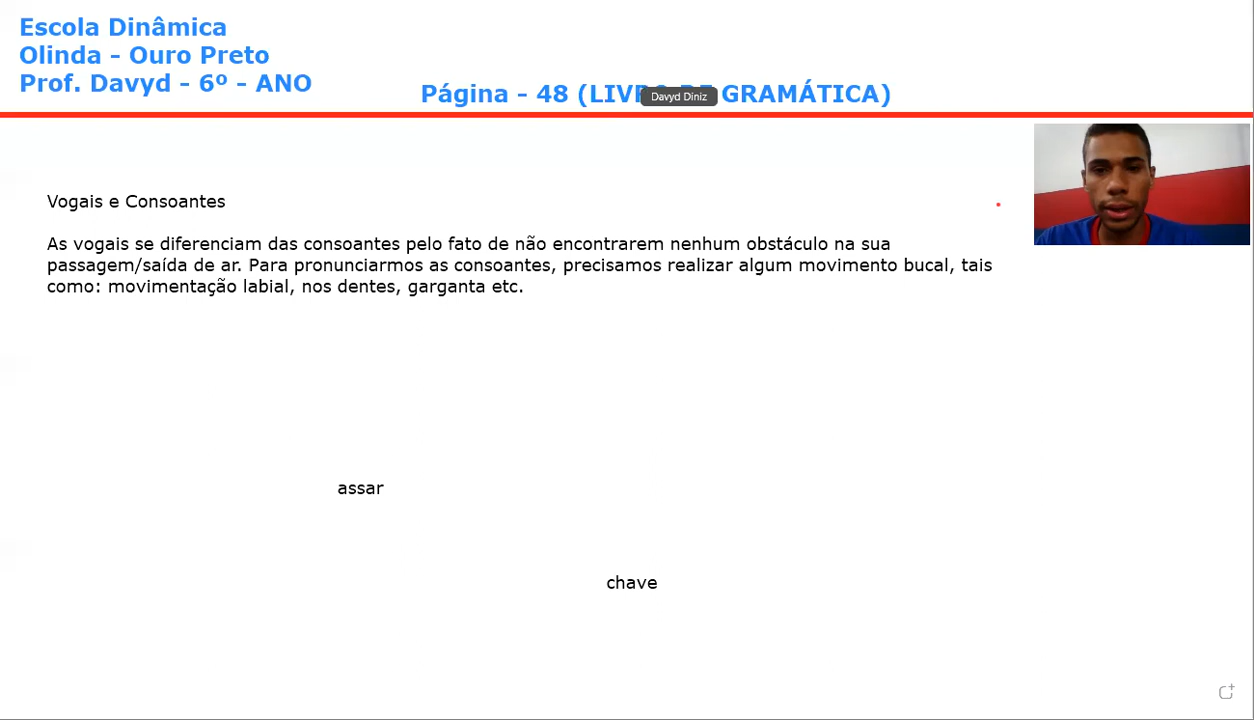 Escola Dinâmica
Olinda - Ouro Preto
Prof. Davyd - 6º - ANO
Página - 48 (LIVRO DE GRAMÁTICA)
Davyd Diniz
Vogais e Consoantes
As vogais se diferenciam das consoantes pelo fato de não encontrarem nenhum obstáculo na sua
passagem/saída de ar. Para pronunciarmos as consoantes, precisamos realizar algum movimento bucal, tais
como: movimentação labial, nos dentes, garganta etc.
assar
chave